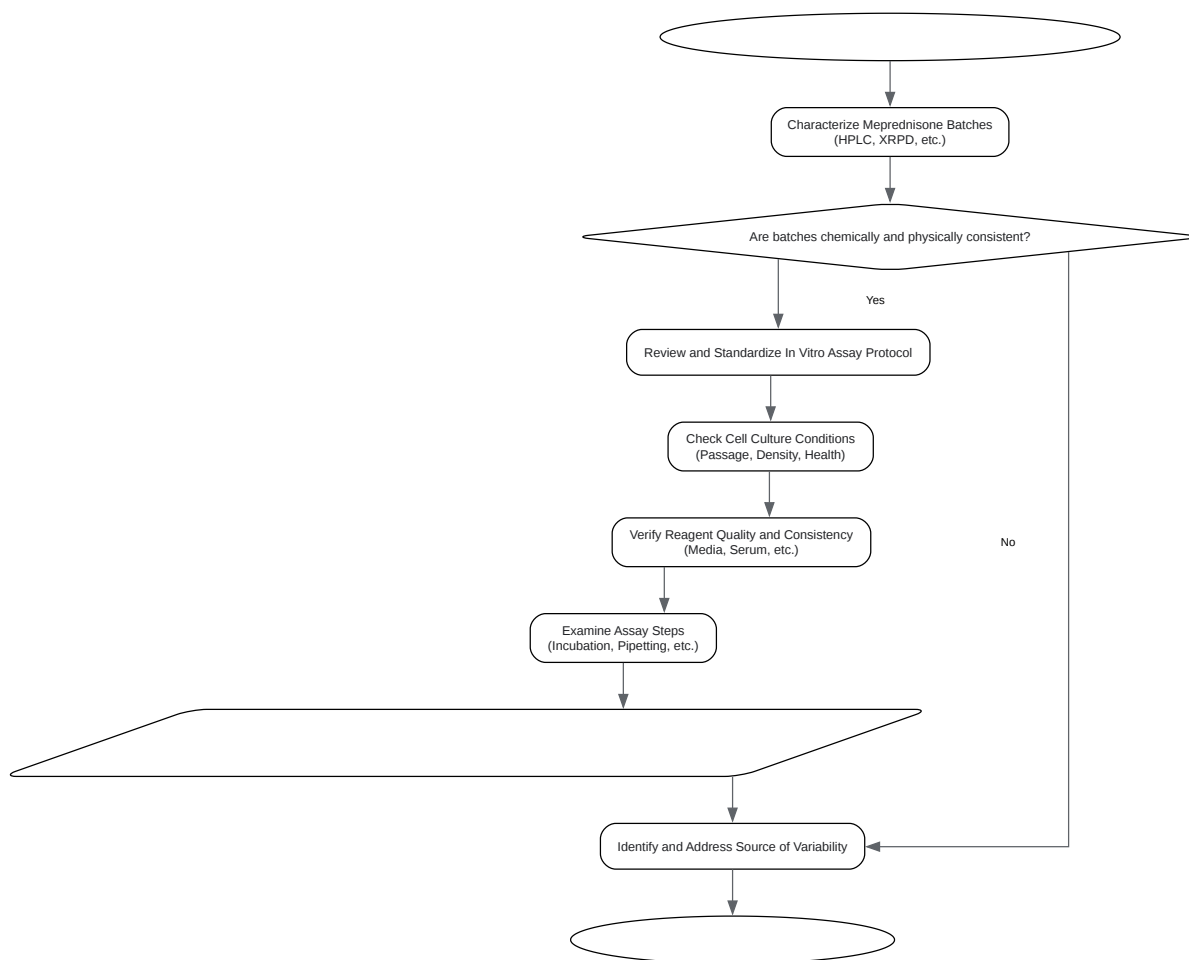 Characterize Meprednisone Batches
(HPLC, XRPD, etc.)
Are batches chemically and physically consistent?
Yes
Review and Standardize In Vitro Assay Protocol
Check Cell Culture Conditions
(Passage, Density, Health)
Verify Reagent Quality and Consistency
(Media, Serum, etc.)
No
Examine Assay Steps
(Incubation, Pipetting, etc.)
Identify and Address Source of Variability